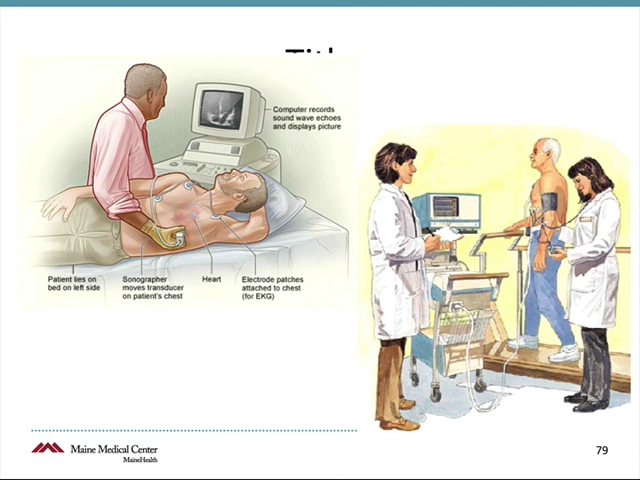 Computer records
sound wave echoes
and displays picture
Patient lies on
bed on left side
Sonographer
moves transducer
on patient's chest
Heart
Electrode patches
attached to chest
(for EKG)
Maine Medical Center
MaineHealth
79